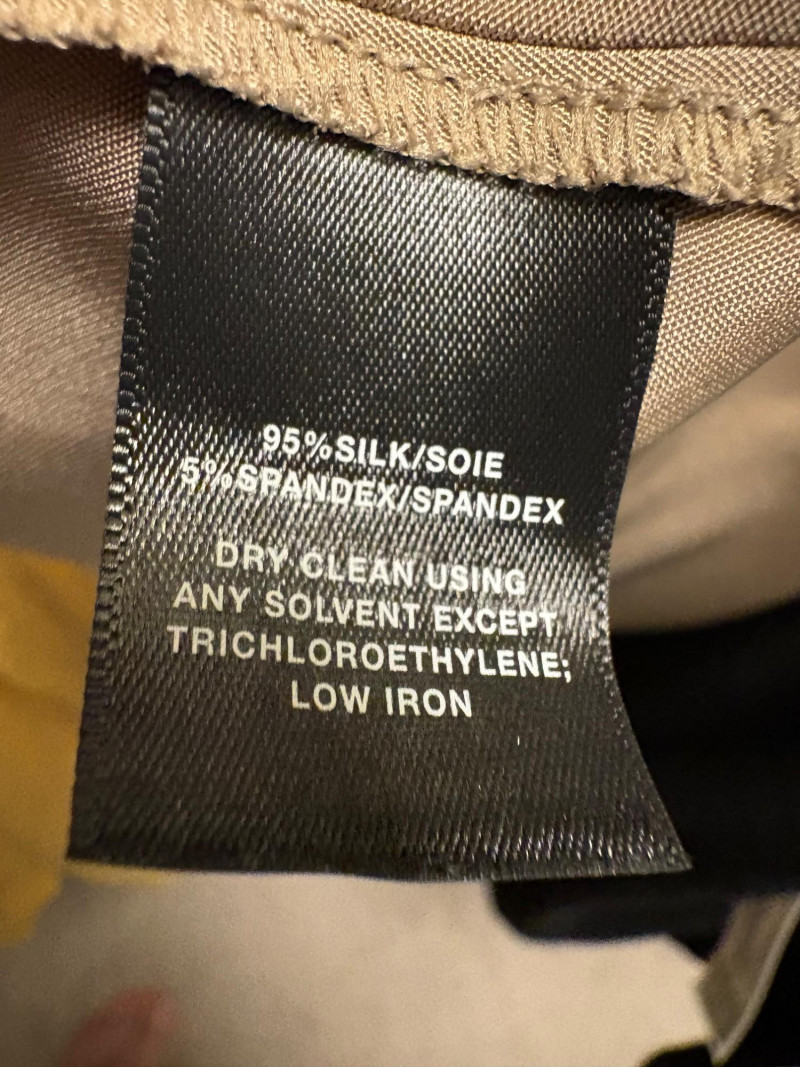 95%SILK/SOIE
5%SPANDEX/SPANDEX
DRY CLEAN USING
ANY SOLVENT EXCEPT
TRICHLOROETHYLENE;
LOW IRON